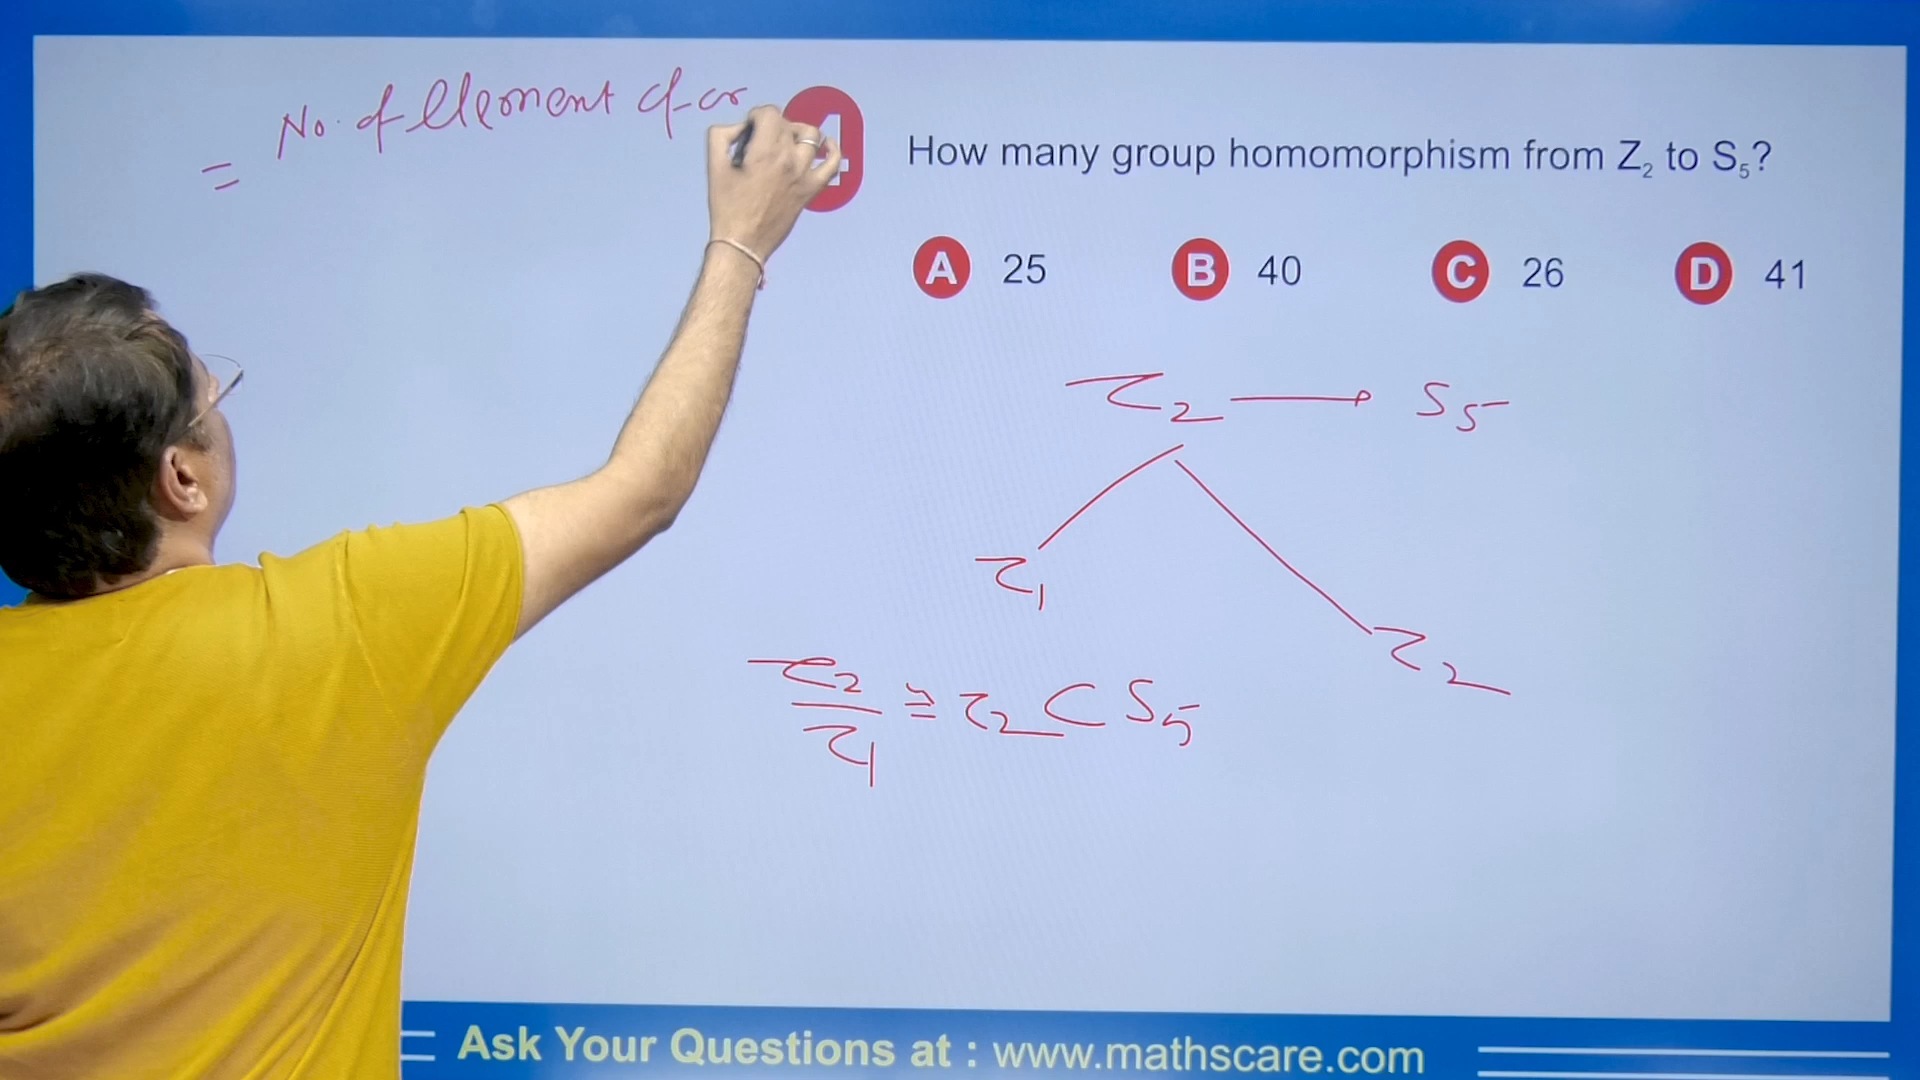 No. of Element of or
=
4
How many group homomorphism from Z₂ to S₅?
A 25 B 40 C 26 D 41
Z₂ → S₅
Z₁
Z₂
Z₂/Z₁ ≅ Z₂ ⊂ S₅
Ask Your Questions at : www.mathscare.com